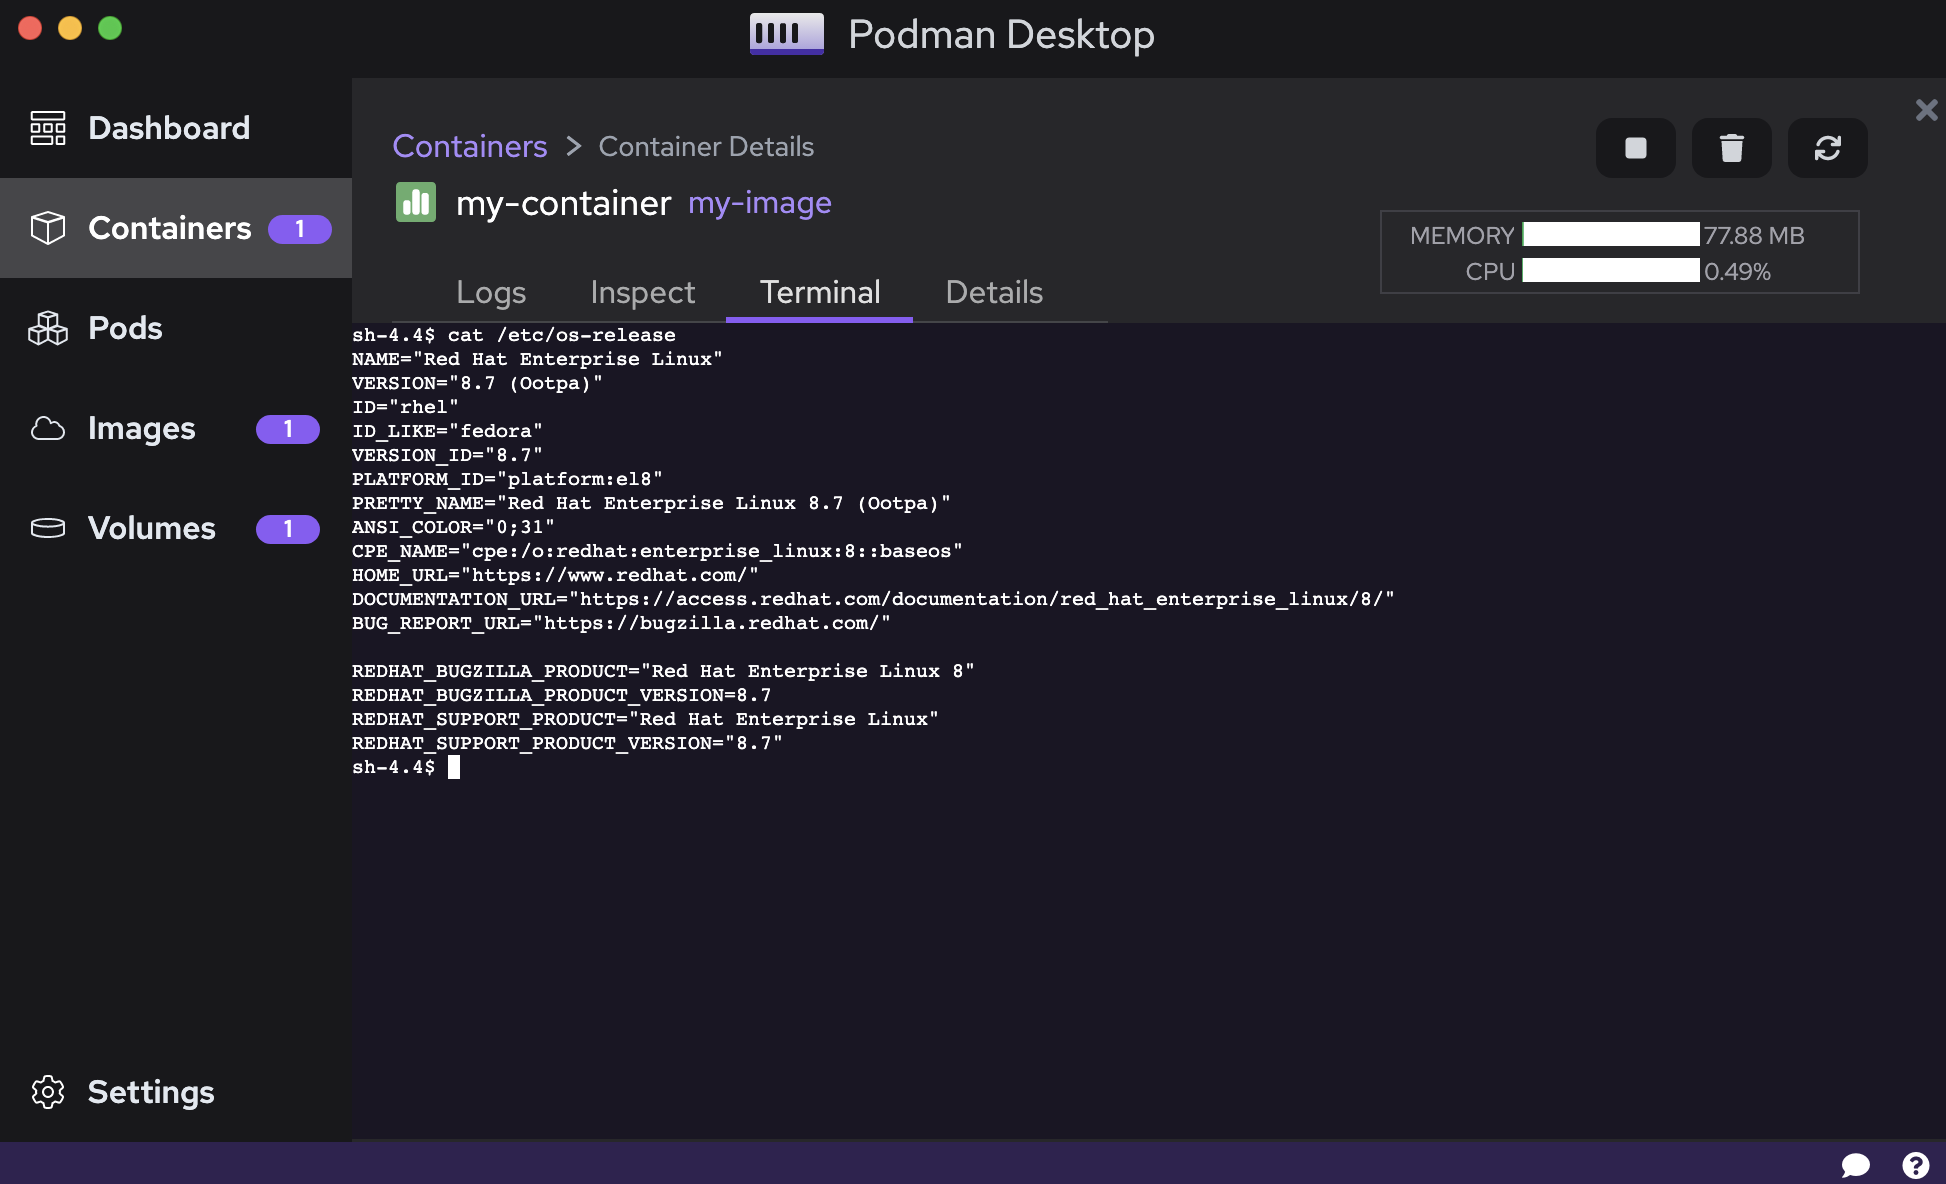 Podman Desktop
Dashboard
Containers 1
Pods
Images 1
Volumes 1
Settings
Containers > Container Details
my-container my-image
MEMORY 77.88 MB
CPU 0.49%
Logs Inspect Terminal Details
sh-4.4$ cat /etc/os-release
NAME="Red Hat Enterprise Linux"
VERSION="8.7 (Ootpa)"
ID="rhel"
ID_LIKE="fedora"
VERSION_ID="8.7"
PLATFORM_ID="platform:el8"
PRETTY_NAME="Red Hat Enterprise Linux 8.7 (Ootpa)"
ANSI_COLOR="0;31"
CPE_NAME="cpe:/o:redhat:enterprise_linux:8::baseos"
HOME_URL="https://www.redhat.com/"
DOCUMENTATION_URL="https://access.redhat.com/documentation/red_hat_enterprise_linux/8/"
BUG_REPORT_URL="https://bugzilla.redhat.com/"
REDHAT_BUGZILLA_PRODUCT="Red Hat Enterprise Linux 8"
REDHAT_BUGZILLA_PRODUCT_VERSION=8.7
REDHAT_SUPPORT_PRODUCT="Red Hat Enterprise Linux"
REDHAT_SUPPORT_PRODUCT_VERSION="8.7"
sh-4.4$